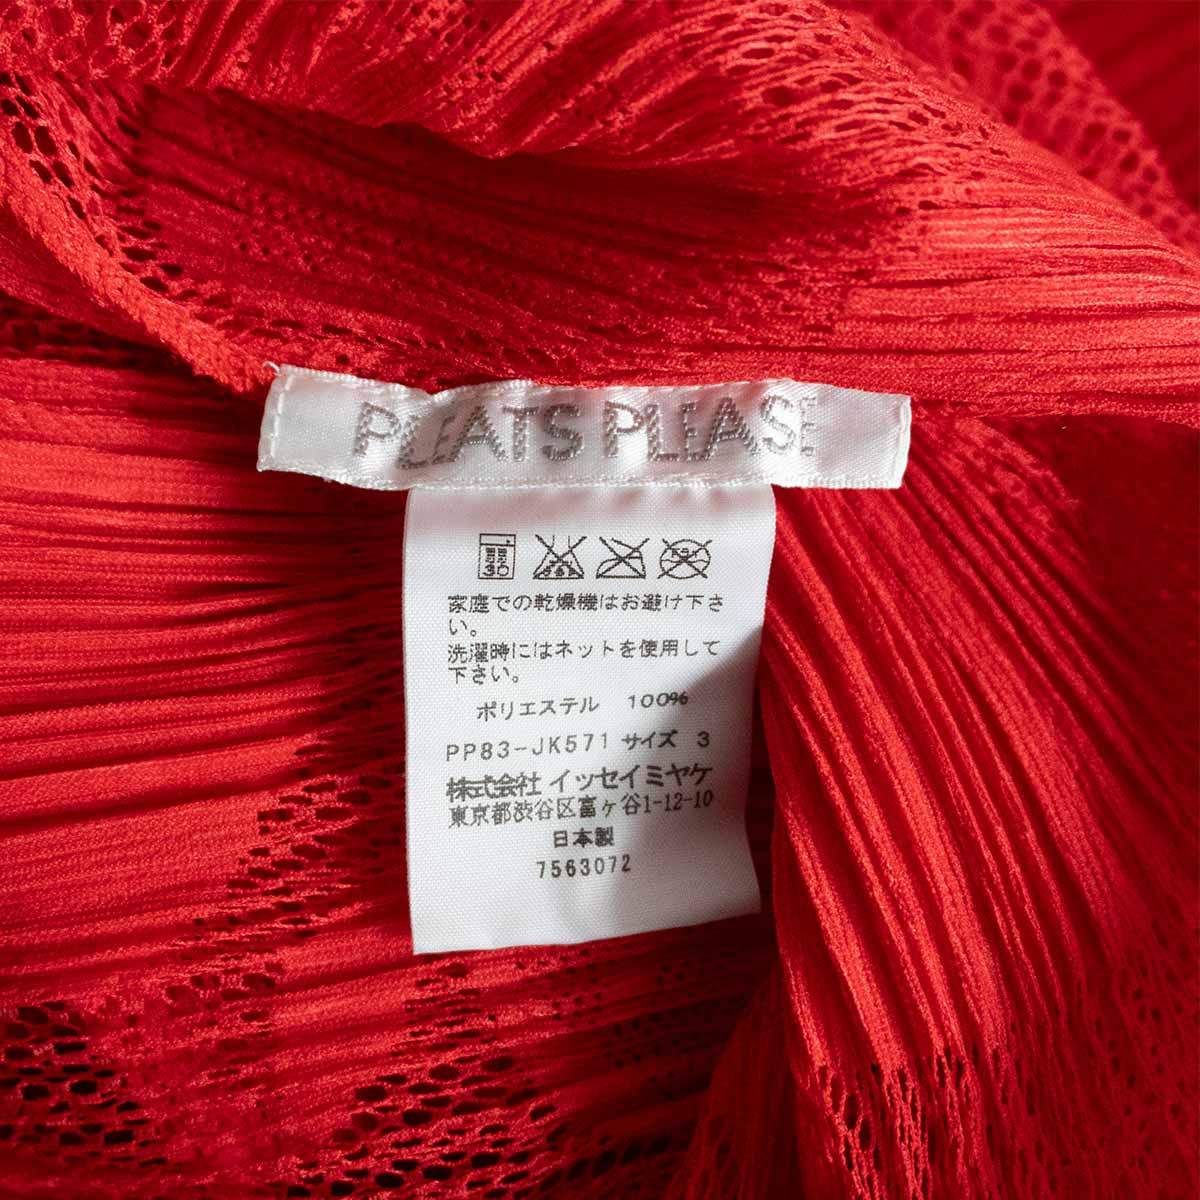 PLEATS PLEASE
家庭での乾燥機はお避け下さ
い。
洗濯時にはネットを使用して
下さい。
ポリエステル 100%
PP83-JK571 サイズ 3
株式会社 イッセイミヤケ
東京都渋谷区富ヶ谷1-12-10
日本製
7563072